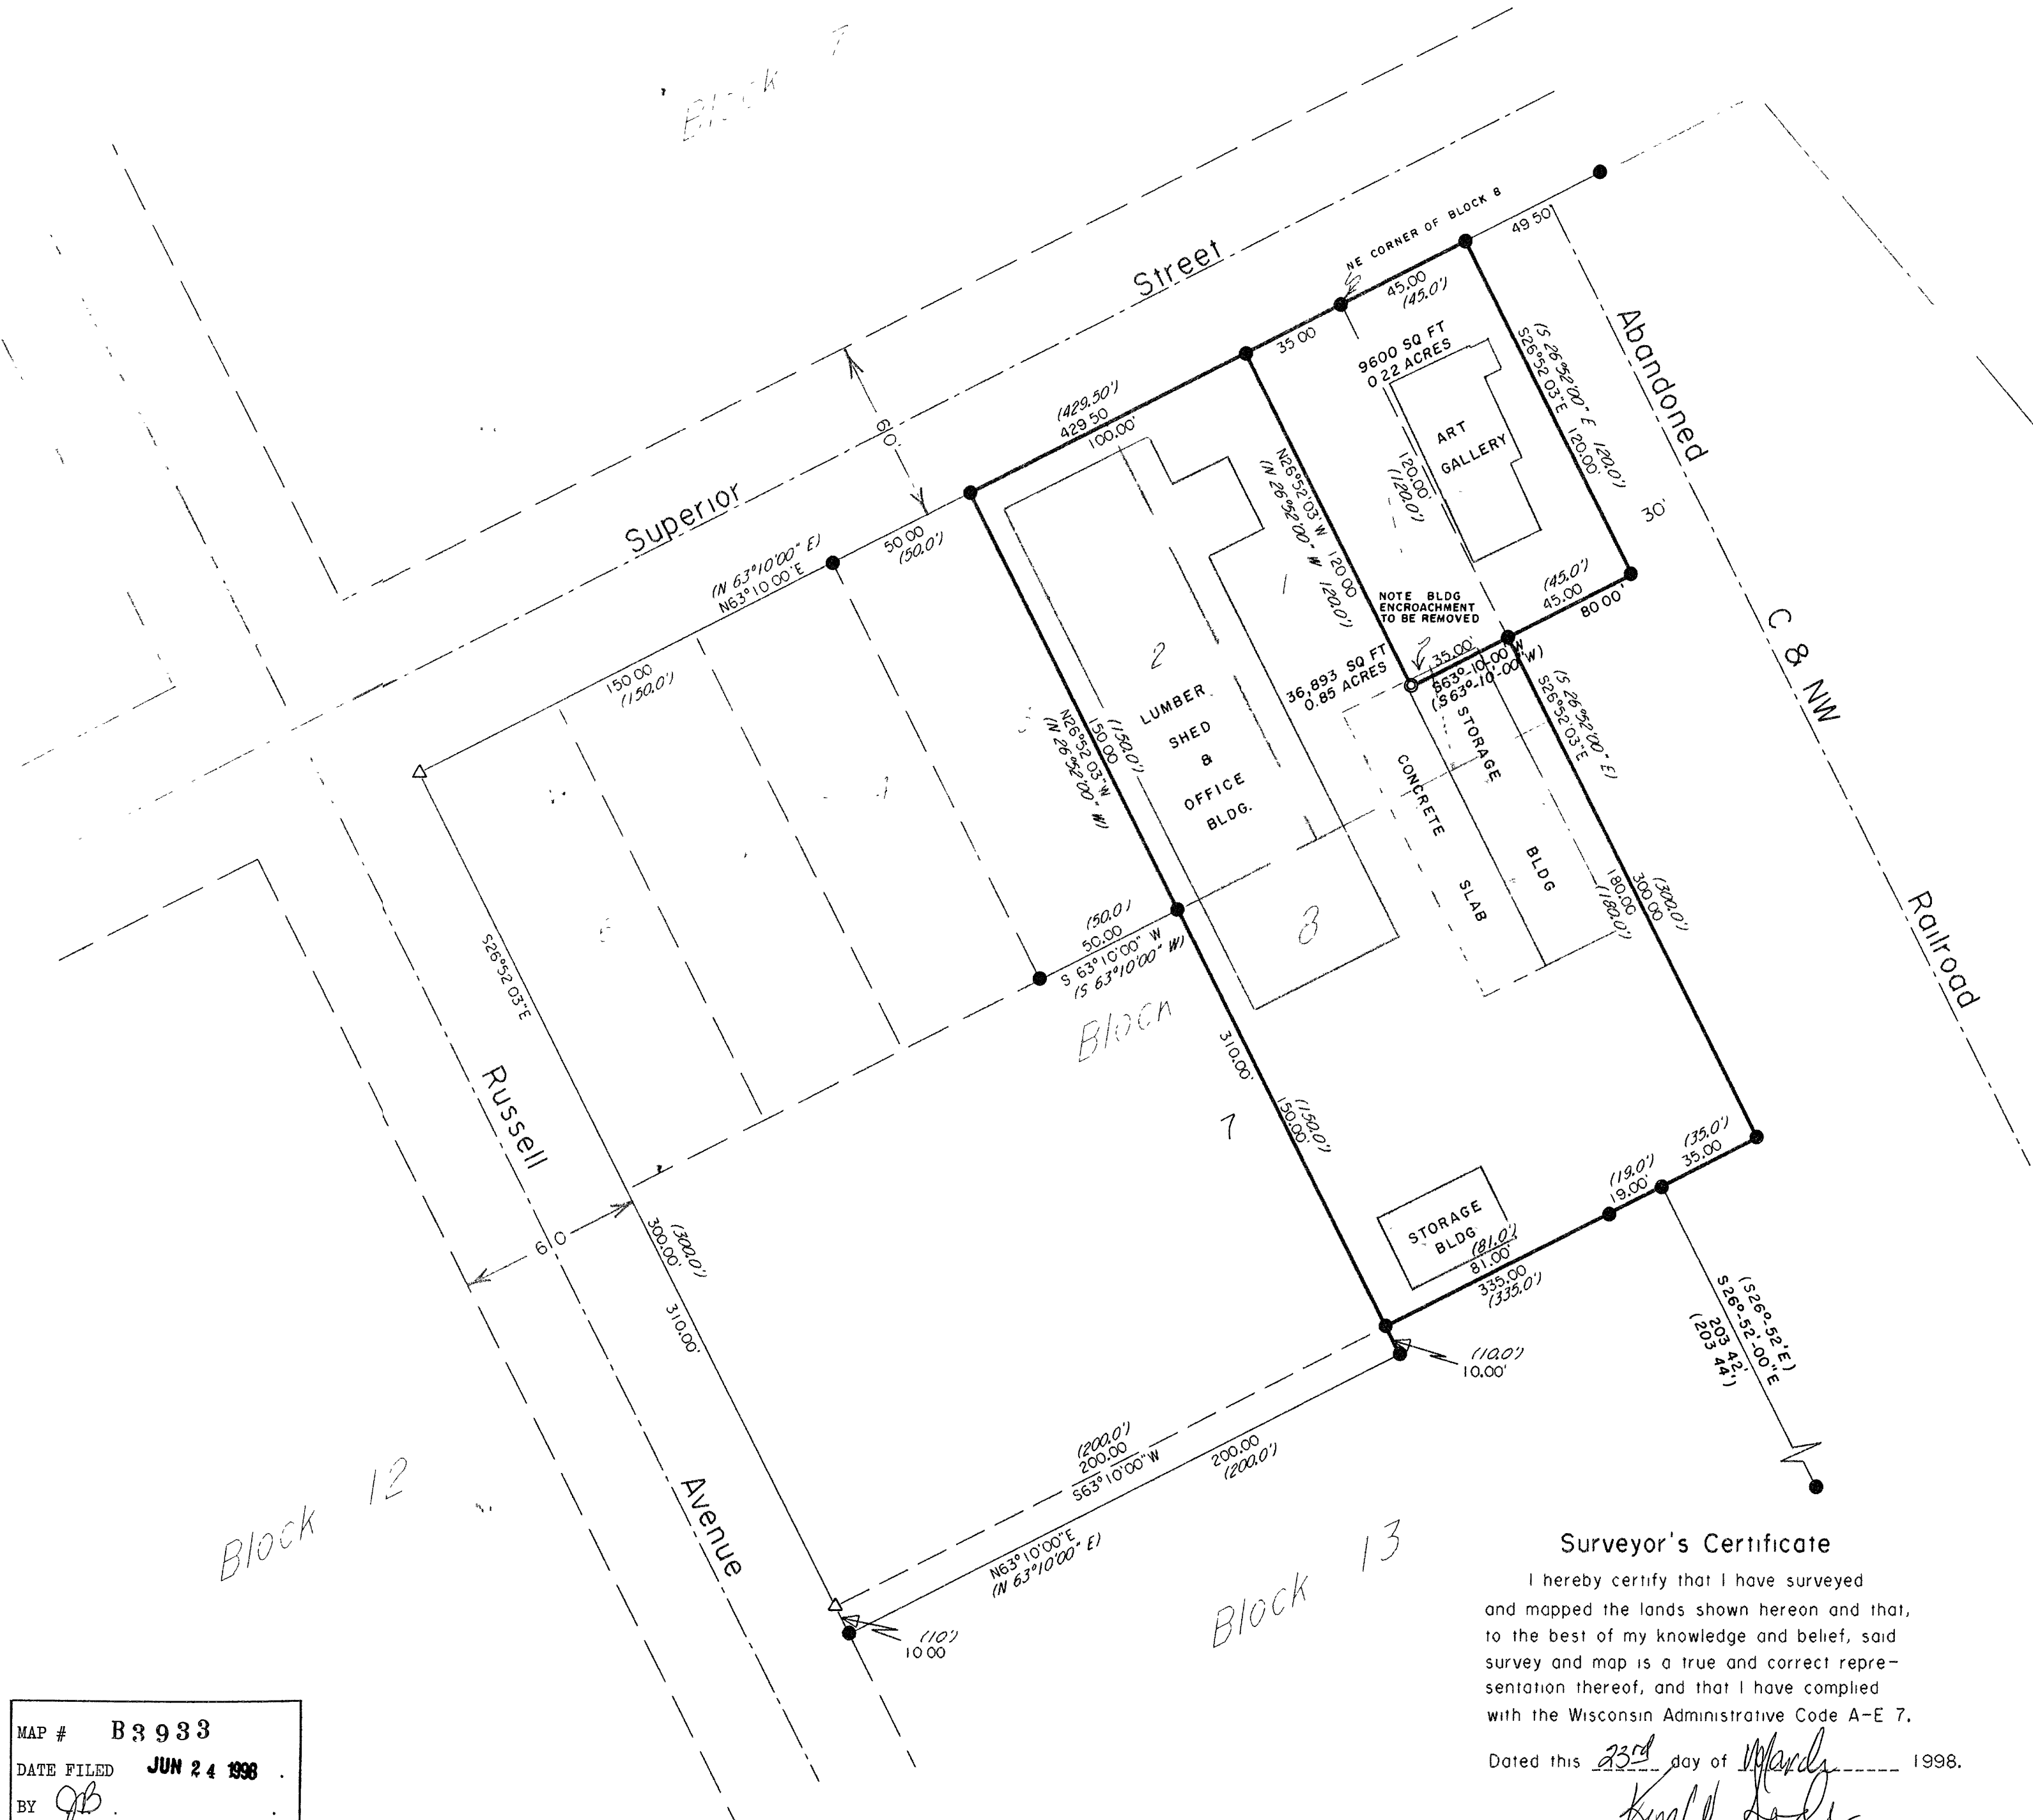 Block 7
Street
Superior
60'
NE CORNER OF BLOCK 8
49 50'
45.00
(45.0')
35 00
9600 SQ FT
0 22 ACRES
(429.50')
429 50
100.00'
50 00
(50.0')
(N 63°10'00" E)
N63°10 00'E
150 00
(150.0')
(S 26°52'00" E 120.0')
S26°52 03"E 120.00'
ART
GALLERY
120.00'
(120.0')
N26°52'03' W 120 00
(N 26°52'00" W 120.0')
Abandoned
C & NW
Railroad
30'
(45.0')
45.00
80 00'
NOTE BLDG
ENCROACHMENT
TO BE REMOVED
35.00'
S63°-10'-00" W
(S63°-10'-00"W)
36,893 SQ FT
0.85 ACRES
1
2
LUMBER
SHED
&
OFFICE
BLDG.
(150.0')
150 00
N26°52 03"W
(N 26°52'00" W)
(S 26°52'00" E)
S26°52'03"E
STORAGE
BLDG
CONCRETE
SLAB
180.00
(180.0')
(300.0')
300 00
(50.0')
50.00
S 63°10'00" W
(S 63°10'00" W)
8
Block
S26°52 03"E
Russell
Avenue
60
310.00'
(150.0')
150.00'
7
(300.0')
300.00'
310.00'
STORAGE
BLDG
(35.0')
35.00
(19.0')
19.00'
(81.0')
81.00'
335.00
(335.0')
(10.0')
10.00'
(S26°-52'E)
S26°-52'-00"E
203 42'
(203 44')
(200.0')
200.00
S63°10'00"W
200.00
(200.0')
N63°10'00"E
(N 63°10'00" E)
(10')
10 00
Block 12
Block 13
Surveyor's Certificate
I hereby certify that I have surveyed
and mapped the lands shown hereon and that,
to the best of my knowledge and belief, said
survey and map is a true and correct repre-
sentation thereof, and that I have complied
with the Wisconsin Administrative Code A-E 7.
Dated this 23rd day of March 1998.
MAP # B3933
DATE FILED JUN 24 1998
BY JB